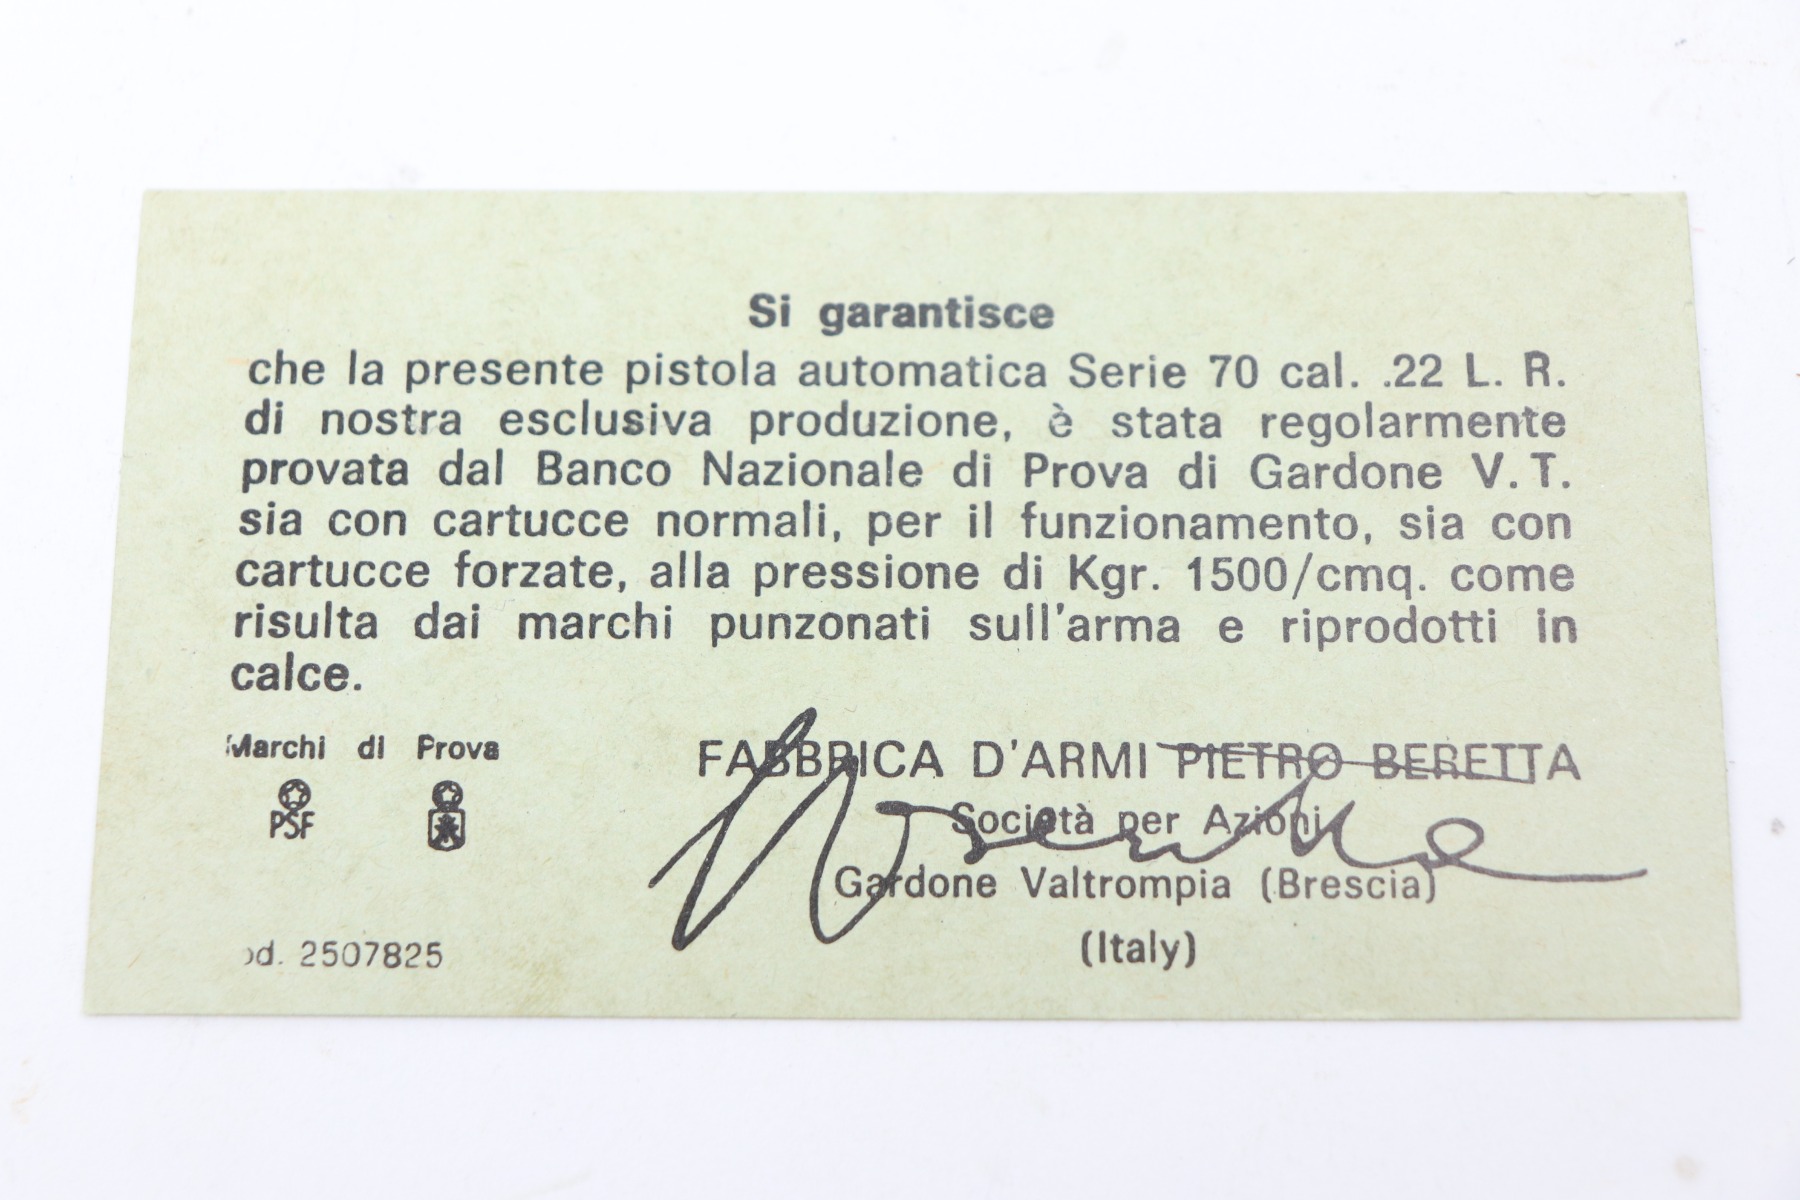 Si garantisce
che la presente pistola automatica Serie 70 cal. .22 L. R.
di nostra esclusiva produzione, è stata regolarmente
provata dal Banco Nazionale di Prova di Gardone V. T.
sia con cartucce normali, per il funzionamento, sia con
cartucce forzate, alla pressione di Kgr. 1500/cmq. come
risulta dai marchi punzonati sull'arma e riprodotti in
calce.
Marchi di Prova
PSF
FABBRICA D'ARMI PIETRO BERETTA
Società per Azioni
Gardone Valtrompia (Brescia)
(Italy)
od. 2507825